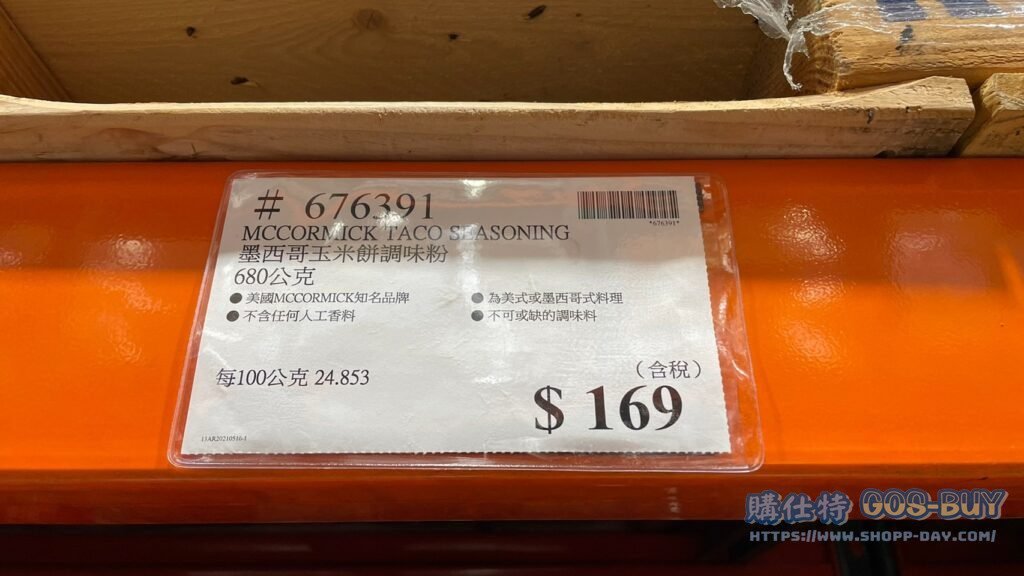 # 676391
*676391*
MCCORMICK TACO SEASONING
墨西哥玉米餅調味粉
680公克
● 美國MCCORMICK知名品牌
● 為美式或墨西哥式料理
● 不含任何人工香料
● 不可或缺的調味料
每100公克 24.853
(含稅)
$ 169
購仕特 GOS-BUY
HTTPS://WWW.SHOPP-DAY.COM/